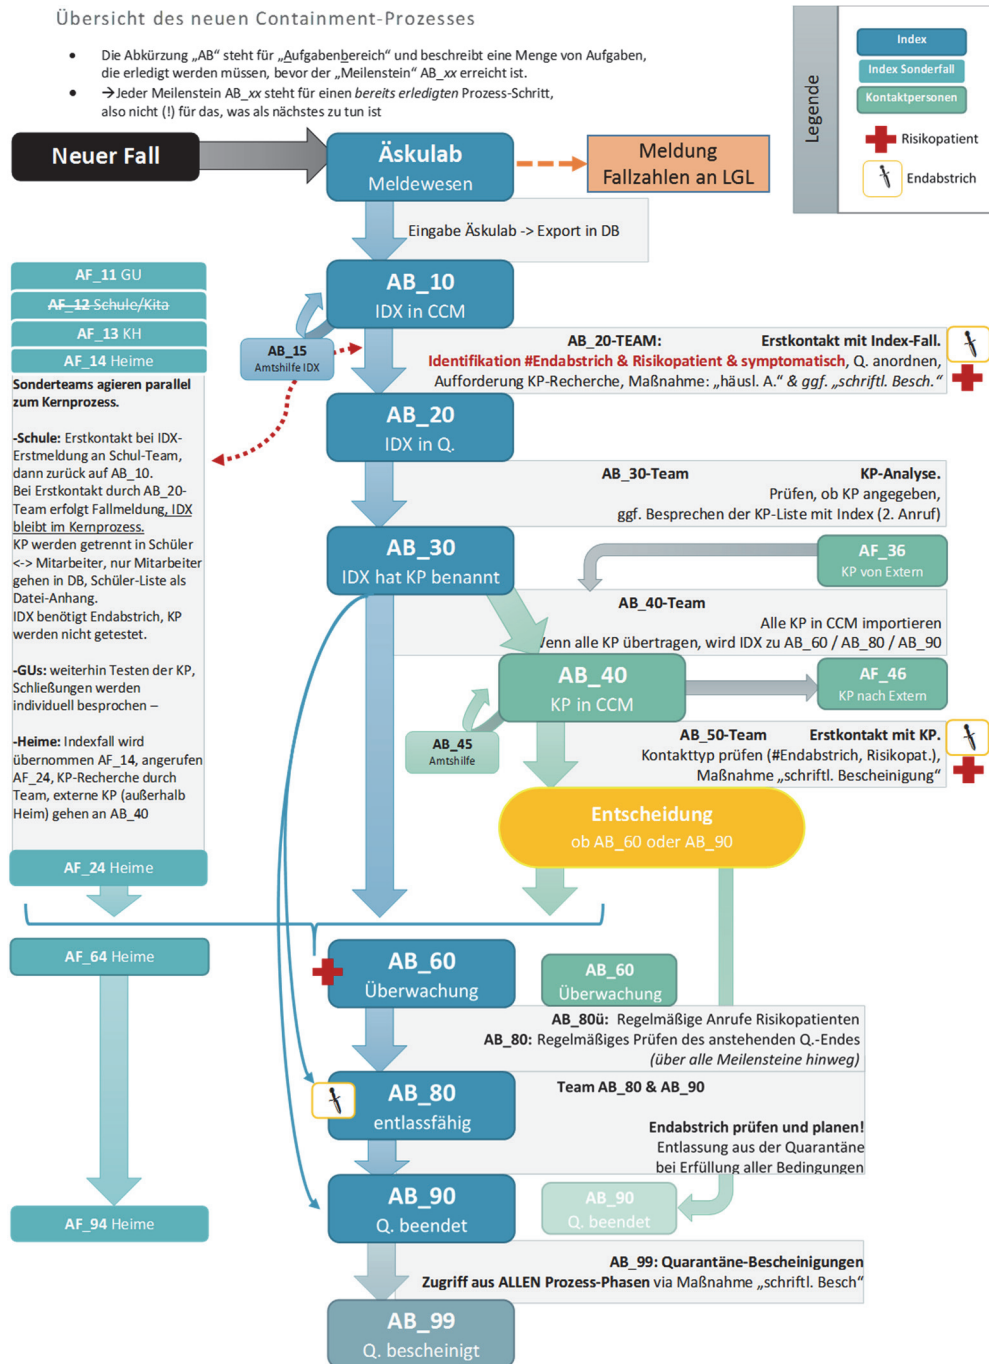 Übersicht des neuen Containment-Prozesses
• Die Abkürzung „AB“ steht für „Aufgabenbereich“ und beschreibt eine Menge von Aufgaben,
die erledigt werden müssen, bevor der „Meilenstein“ AB_xx erreicht ist.
• →Jeder Meilenstein AB_xx steht für einen bereits erledigten Prozess-Schritt,
also nicht (!) für das, was als nächstes zu tun ist
Legende
Index
Index Sonderfall
Kontaktpersonen
Risikopatient
Endabstrich
Neuer Fall
Äskulab
Meldewesen
Meldung
Fallzahlen an LGL
Eingabe Äskulab -> Export in DB
AF_11 GU
AF_12 Schule/Kita
AF_13 KH
AF_14 Heime
Sonderteams agieren parallel
zum Kernprozess.
-Schule: Erstkontakt bei IDX-
Erstmeldung an Schul-Team,
dann zurück auf AB_10.
Bei Erstkontakt durch AB_20-
Team erfolgt Fallmeldung, IDX
bleibt im Kernprozess.
KP werden getrennt in Schüler
<-> Mitarbeiter, nur Mitarbeiter
gehen in DB, Schüler-Liste als
Datei-Anhang.
IDX benötigt Endabstrich, KP
werden nicht getestet.
-GUs: weiterhin Testen der KP,
Schließungen werden
individuell besprochen –
-Heime: Indexfall wird
übernommen AF_14, angerufen
AF_24, KP-Recherche durch
Team, externe KP (außerhalb
Heim) gehen an AB_40
AF_24 Heime
AF_64 Heime
AF_94 Heime
AB_10
IDX in CCM
AB_15
Amtshilfe IDX
AB_20-TEAM: Erstkontakt mit Index-Fall.
Identifikation #Endabstrich & Risikopatient & symptomatisch, Q. anordnen,
Aufforderung KP-Recherche, Maßnahme: „häusl. A.“ & ggf. „schriftl. Besch.“
AB_20
IDX in Q.
AB_30-Team KP-Analyse.
Prüfen, ob KP angegeben,
ggf. Besprechen der KP-Liste mit Index (2. Anruf)
AB_30
IDX hat KP benannt
AF_36
KP von Extern
AB_40-Team
Alle KP in CCM importieren
Wenn alle KP übertragen, wird IDX zu AB_60 / AB_80 / AB_90
AB_40
KP in CCM
AF_46
KP nach Extern
AB_45
Amtshilfe
AB_50-Team Erstkontakt mit KP.
Kontakttyp prüfen (#Endabstrich, Risikopat.),
Maßnahme „schriftl. Bescheinigung“
Entscheidung
ob AB_60 oder AB_90
AB_60
Überwachung
AB_60
Überwachung
AB_80ü: Regelmäßige Anrufe Risikopatienten
AB_80: Regelmäßiges Prüfen des anstehenden Q.-Endes
(über alle Meilensteine hinweg)
AB_80
entlassfähig
Team AB_80 & AB_90
Endabstrich prüfen und planen!
Entlassung aus der Quarantäne
bei Erfüllung aller Bedingungen
AB_90
Q. beendet
AB_90
Q. beendet
AB_99: Quarantäne-Bescheinigungen
Zugriff aus ALLEN Prozess-Phasen via Maßnahme „schriftl. Besch“
AB_99
Q. bescheinigt